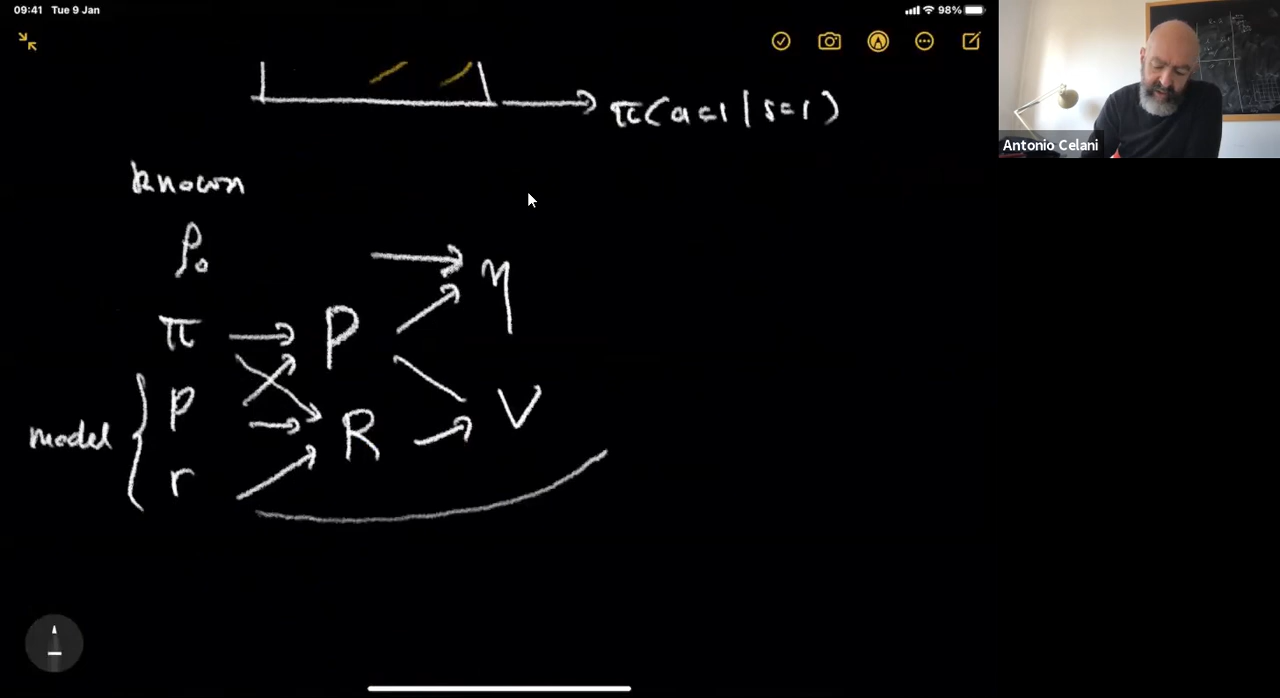 09:41 Tue 9 Jan
98%
π(a=1|s=1)
Antonio Celani
known
ρ₀
η
π
P
p
V
R
model
r